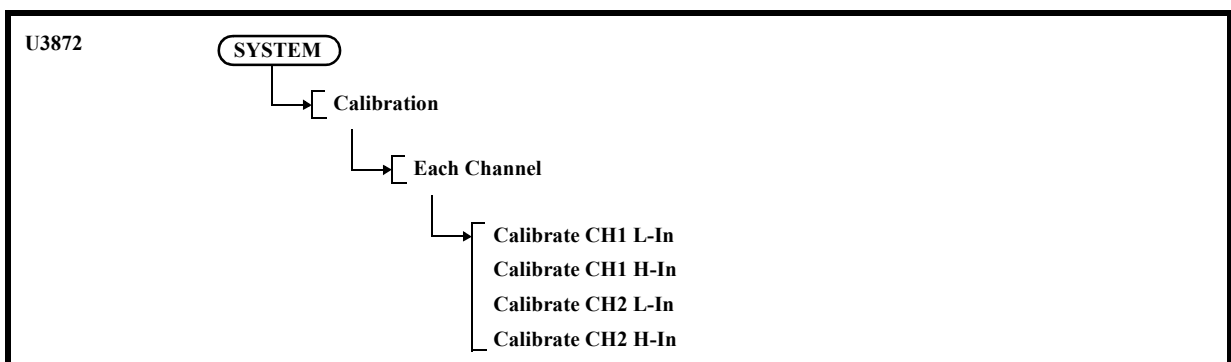 U3872
SYSTEM
Calibration
Each Channel
Calibrate CH1 L-In
Calibrate CH1 H-In
Calibrate CH2 L-In
Calibrate CH2 H-In